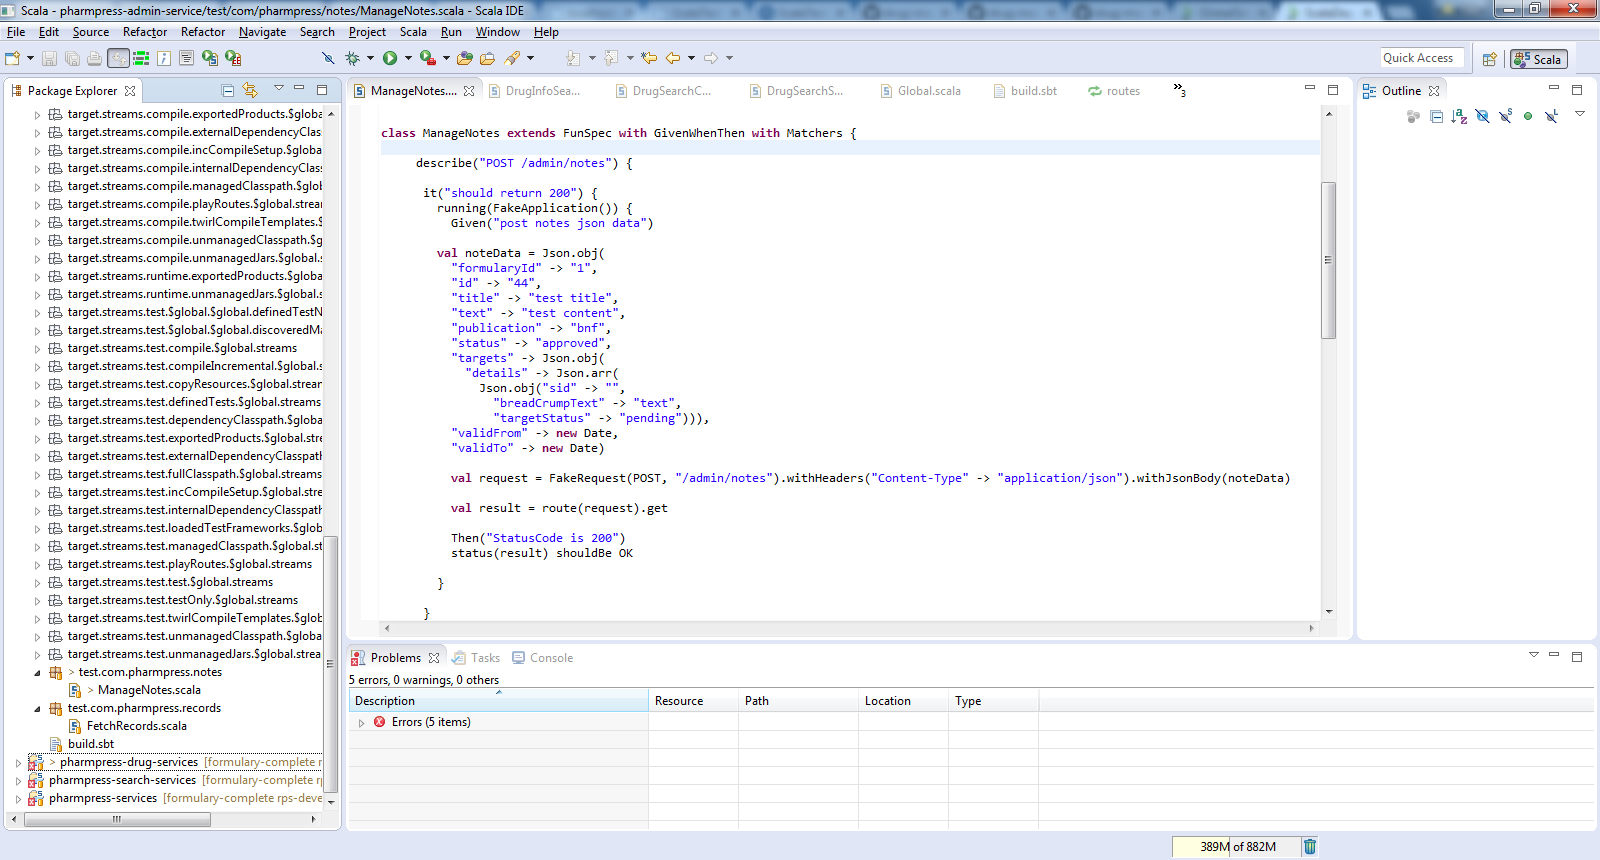 Scala - pharmpress-admin-service/test/com/pharmpress/notes/ManageNotes.scala - Scala IDE
File Edit Source Refactor Refactor Navigate Search Project Scala Run Window Help
Quick Access Scala
Package Explorer
target.streams.compile.exportedProducts.$globa
target.streams.compile.externalDependencyClas
target.streams.compile.incCompileSetup.$globa
target.streams.compile.internalDependencyClass
target.streams.compile.managedClasspath.$glob
target.streams.compile.playRoutes.$global.strea
target.streams.compile.twirlCompileTemplates.$
target.streams.compile.unmanagedClasspath.$g
target.streams.compile.unmanagedJars.$global.s
target.streams.runtime.exportedProducts.$globa
target.streams.runtime.unmanagedJars.$global.s
target.streams.test.$global.$global.definedTestN
target.streams.test.$global.$global.discoveredMa
target.streams.test.compile.$global.streams
target.streams.test.compileIncremental.$global.s
target.streams.test.copyResources.$global.strean
target.streams.test.definedTests.$global.streams
target.streams.test.dependencyClasspath.$globa
target.streams.test.exportedProducts.$global.stre
target.streams.test.externalDependencyClasspath
target.streams.test.fullClasspath.$global.streams
target.streams.test.incCompileSetup.$global.stre
target.streams.test.internalDependencyClasspath
target.streams.test.loadedTestFrameworks.$glob
target.streams.test.managedClasspath.$global.st
target.streams.test.playRoutes.$global.streams
target.streams.test.test.$global.streams
target.streams.test.testOnly.$global.streams
target.streams.test.twirlCompileTemplates.$glob
target.streams.test.unmanagedClasspath.$globa
target.streams.test.unmanagedJars.$global.strea
> test.com.pharmpress.notes
> ManageNotes.scala
test.com.pharmpress.records
FetchRecords.scala
build.sbt
> pharmpress-drug-services [formulary-complete r
pharmpress-search-services [formulary-complete rp
pharmpress-services [formulary-complete rps-deve
ManageNotes.... DrugInfoSea... DrugSearchC... DrugSearchS... Global.scala build.sbt routes »3
class ManageNotes extends FunSpec with GivenWhenThen with Matchers {
describe("POST /admin/notes") {
it("should return 200") {
running(FakeApplication()) {
Given("post notes json data")
val noteData = Json.obj(
"formularyId" -> "1",
"id" -> "44",
"title" -> "test title",
"text" -> "test content",
"publication" -> "bnf",
"status" -> "approved",
"targets" -> Json.obj(
"details" -> Json.arr(
Json.obj("sid" -> "",
"breadCrumpText" -> "text",
"targetStatus" -> "pending"))),
"validFrom" -> new Date,
"validTo" -> new Date)
val request = FakeRequest(POST, "/admin/notes").withHeaders("Content-Type" -> "application/json").withJsonBody(noteData)
val result = route(request).get
Then("StatusCode is 200")
status(result) shouldBe OK
}
}
Outline
Problems Tasks Console
5 errors, 0 warnings, 0 others
Description Resource Path Location Type
Errors (5 items)
389M of 882M